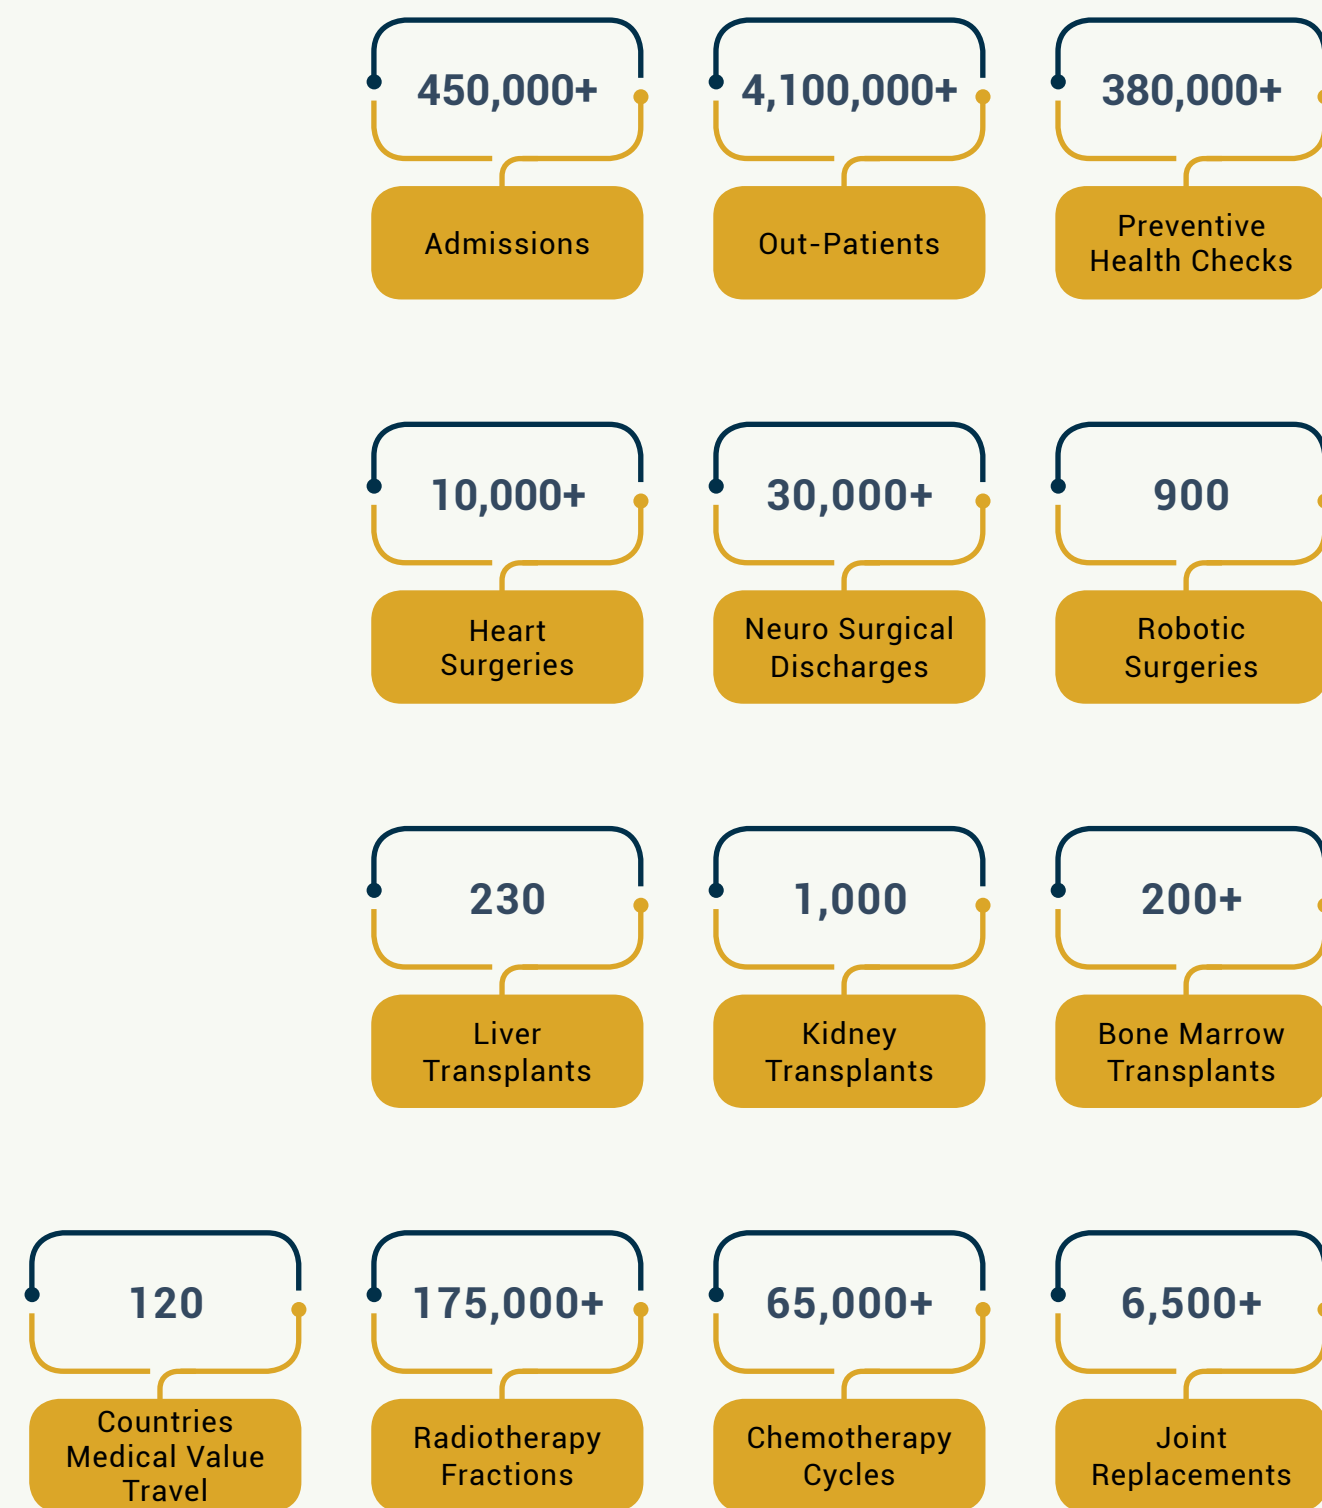 450,000+
Admissions
4,100,000+
Out-Patients
380,000+
Preventive
Health Checks
10,000+
Heart
Surgeries
30,000+
Neuro Surgical
Discharges
900
Robotic
Surgeries
230
Liver
Transplants
1,000
Kidney
Transplants
200+
Bone Marrow
Transplants
120
Countries
Medical Value
Travel
175,000+
Radiotherapy
Fractions
65,000+
Chemotherapy
Cycles
6,500+
Joint
Replacements